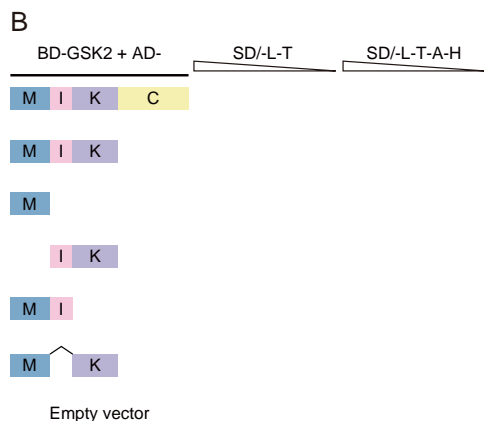 B
BD-GSK2 + AD- SD/-L-T SD/-L-T-A-H
M I K C
M I K
M
I K
M I
M K
Empty vector